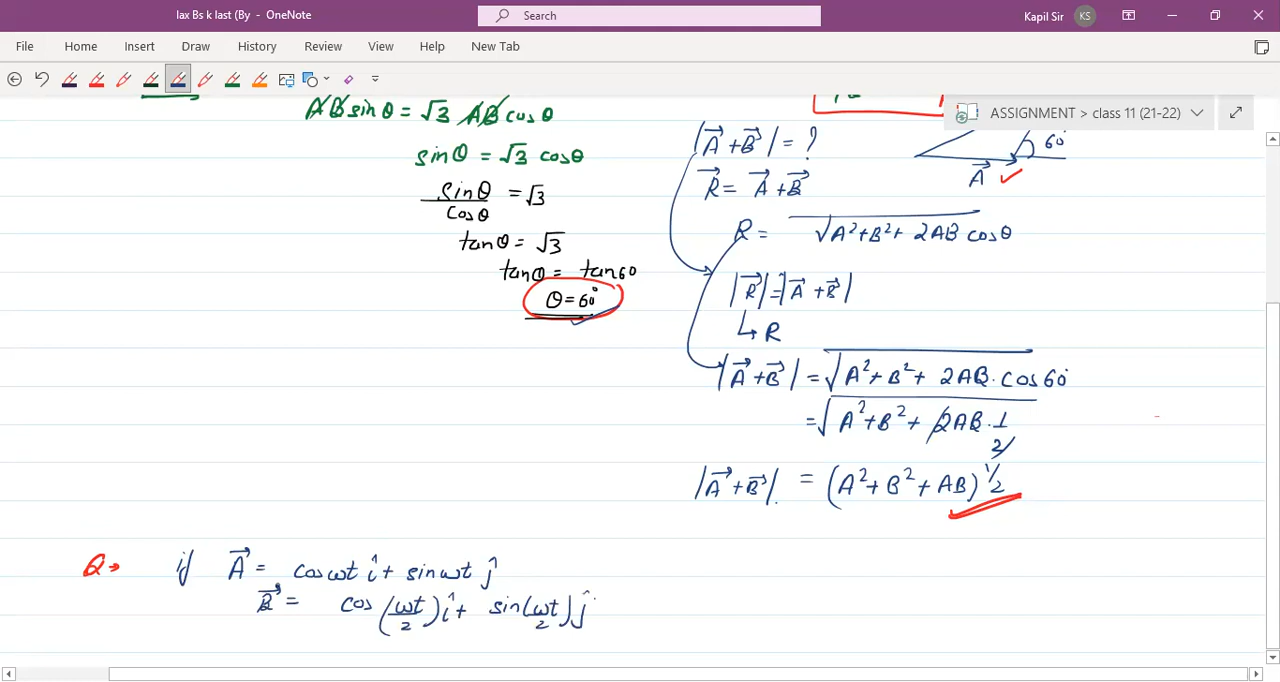 lax Bs k last (By - OneNote
Search
Kapil Sir KS
File Home Insert Draw History Review View Help New Tab
ASSIGNMENT > class 11 (21-22)
AB sinθ = √3 AB cosθ
sinθ = √3 cosθ
sinθ/cosθ = √3
tanθ = √3
tanθ = tan60
θ = 60°
|A⃗ + B⃗| = ?
60°
A⃗
R⃗ = A⃗ + B⃗
R = √A² + B² + 2AB cosθ
|R⃗| = |A⃗ + B⃗|
↳ R
|A⃗ + B⃗| = √A² + B² + 2AB · cos60°
= √A² + B² + 2AB · 1/2
|A⃗ + B⃗| = (A² + B² + AB)^1/2
Q→ if A⃗ = cosωt î + sinωt ĵ
B⃗ = cos(ωt/2) î + sin(ωt/2) ĵ